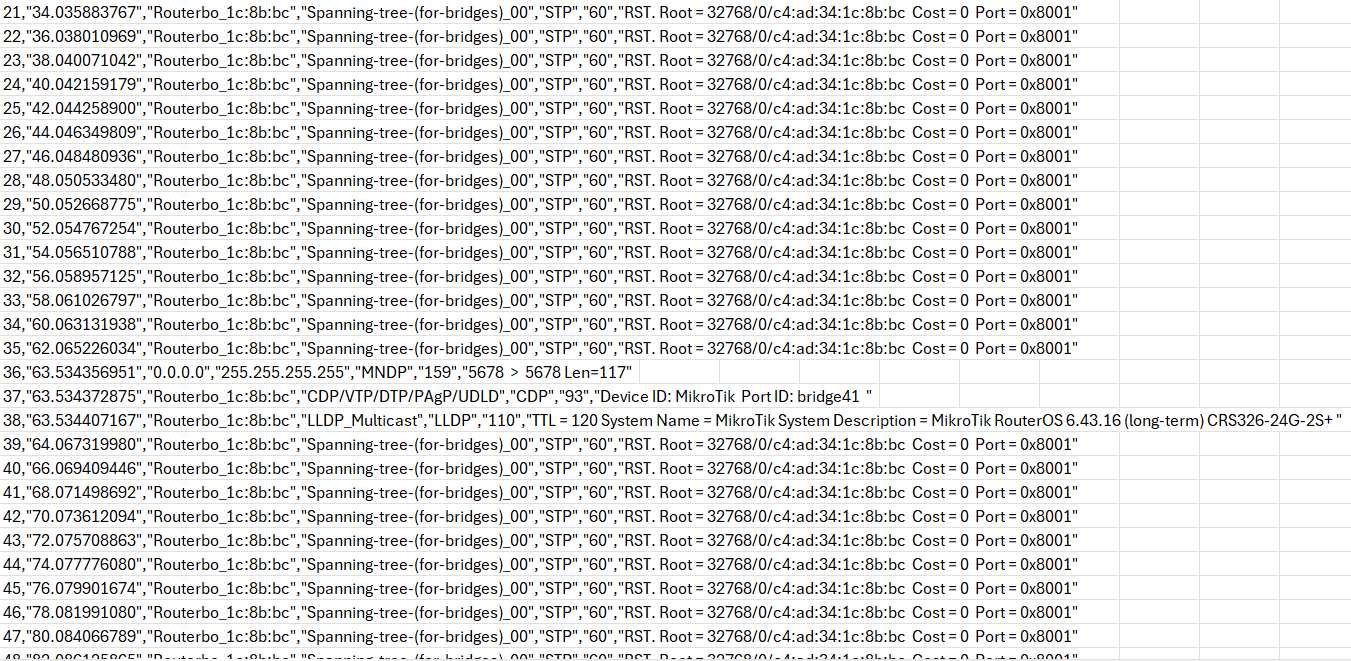 21,"34.035883767","Routerbo_1c:8b:bc","Spanning-tree-(for-bridges)_00","STP","60","RST. Root = 32768/0/c4:ad:34:1c:8b:bc Cost = 0 Port = 0x8001"
22,"36.038010969","Routerbo_1c:8b:bc","Spanning-tree-(for-bridges)_00","STP","60","RST. Root = 32768/0/c4:ad:34:1c:8b:bc Cost = 0 Port = 0x8001"
23,"38.040071042","Routerbo_1c:8b:bc","Spanning-tree-(for-bridges)_00","STP","60","RST. Root = 32768/0/c4:ad:34:1c:8b:bc Cost = 0 Port = 0x8001"
24,"40.042159179","Routerbo_1c:8b:bc","Spanning-tree-(for-bridges)_00","STP","60","RST. Root = 32768/0/c4:ad:34:1c:8b:bc Cost = 0 Port = 0x8001"
25,"42.044258900","Routerbo_1c:8b:bc","Spanning-tree-(for-bridges)_00","STP","60","RST. Root = 32768/0/c4:ad:34:1c:8b:bc Cost = 0 Port = 0x8001"
26,"44.046349809","Routerbo_1c:8b:bc","Spanning-tree-(for-bridges)_00","STP","60","RST. Root = 32768/0/c4:ad:34:1c:8b:bc Cost = 0 Port = 0x8001"
27,"46.048480936","Routerbo_1c:8b:bc","Spanning-tree-(for-bridges)_00","STP","60","RST. Root = 32768/0/c4:ad:34:1c:8b:bc Cost = 0 Port = 0x8001"
28,"48.050533480","Routerbo_1c:8b:bc","Spanning-tree-(for-bridges)_00","STP","60","RST. Root = 32768/0/c4:ad:34:1c:8b:bc Cost = 0 Port = 0x8001"
29,"50.052668775","Routerbo_1c:8b:bc","Spanning-tree-(for-bridges)_00","STP","60","RST. Root = 32768/0/c4:ad:34:1c:8b:bc Cost = 0 Port = 0x8001"
30,"52.054767254","Routerbo_1c:8b:bc","Spanning-tree-(for-bridges)_00","STP","60","RST. Root = 32768/0/c4:ad:34:1c:8b:bc Cost = 0 Port = 0x8001"
31,"54.056510788","Routerbo_1c:8b:bc","Spanning-tree-(for-bridges)_00","STP","60","RST. Root = 32768/0/c4:ad:34:1c:8b:bc Cost = 0 Port = 0x8001"
32,"56.058957125","Routerbo_1c:8b:bc","Spanning-tree-(for-bridges)_00","STP","60","RST. Root = 32768/0/c4:ad:34:1c:8b:bc Cost = 0 Port = 0x8001"
33,"58.061026797","Routerbo_1c:8b:bc","Spanning-tree-(for-bridges)_00","STP","60","RST. Root = 32768/0/c4:ad:34:1c:8b:bc Cost = 0 Port = 0x8001"
34,"60.063131938","Routerbo_1c:8b:bc","Spanning-tree-(for-bridges)_00","STP","60","RST. Root = 32768/0/c4:ad:34:1c:8b:bc Cost = 0 Port = 0x8001"
35,"62.065226034","Routerbo_1c:8b:bc","Spanning-tree-(for-bridges)_00","STP","60","RST. Root = 32768/0/c4:ad:34:1c:8b:bc Cost = 0 Port = 0x8001"
36,"63.534356951","0.0.0.0","255.255.255.255","MNDP","159","5678 > 5678 Len=117"
37,"63.534372875","Routerbo_1c:8b:bc","CDP/VTP/DTP/PAgP/UDLD","CDP","93","Device ID: MikroTik Port ID: bridge41 "
38,"63.534407167","Routerbo_1c:8b:bc","LLDP_Multicast","LLDP","110","TTL = 120 System Name = MikroTik System Description = MikroTik RouterOS 6.43.16 (long-term) CRS326-24G-2S+ "
39,"64.067319980","Routerbo_1c:8b:bc","Spanning-tree-(for-bridges)_00","STP","60","RST. Root = 32768/0/c4:ad:34:1c:8b:bc Cost = 0 Port = 0x8001"
40,"66.069409446","Routerbo_1c:8b:bc","Spanning-tree-(for-bridges)_00","STP","60","RST. Root = 32768/0/c4:ad:34:1c:8b:bc Cost = 0 Port = 0x8001"
41,"68.071498692","Routerbo_1c:8b:bc","Spanning-tree-(for-bridges)_00","STP","60","RST. Root = 32768/0/c4:ad:34:1c:8b:bc Cost = 0 Port = 0x8001"
42,"70.073612094","Routerbo_1c:8b:bc","Spanning-tree-(for-bridges)_00","STP","60","RST. Root = 32768/0/c4:ad:34:1c:8b:bc Cost = 0 Port = 0x8001"
43,"72.075708863","Routerbo_1c:8b:bc","Spanning-tree-(for-bridges)_00","STP","60","RST. Root = 32768/0/c4:ad:34:1c:8b:bc Cost = 0 Port = 0x8001"
44,"74.077776080","Routerbo_1c:8b:bc","Spanning-tree-(for-bridges)_00","STP","60","RST. Root = 32768/0/c4:ad:34:1c:8b:bc Cost = 0 Port = 0x8001"
45,"76.079901674","Routerbo_1c:8b:bc","Spanning-tree-(for-bridges)_00","STP","60","RST. Root = 32768/0/c4:ad:34:1c:8b:bc Cost = 0 Port = 0x8001"
46,"78.081991080","Routerbo_1c:8b:bc","Spanning-tree-(for-bridges)_00","STP","60","RST. Root = 32768/0/c4:ad:34:1c:8b:bc Cost = 0 Port = 0x8001"
47,"80.084066789","Routerbo_1c:8b:bc","Spanning-tree-(for-bridges)_00","STP","60","RST. Root = 32768/0/c4:ad:34:1c:8b:bc Cost = 0 Port = 0x8001"